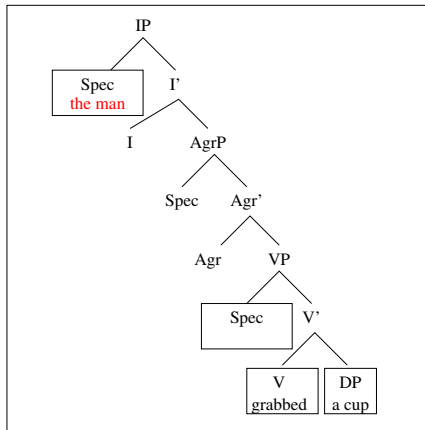 IP
Spec I'
the man
I AgrP
Spec Agr'
Agr VP
Spec V'
V DP
grabbed a cup